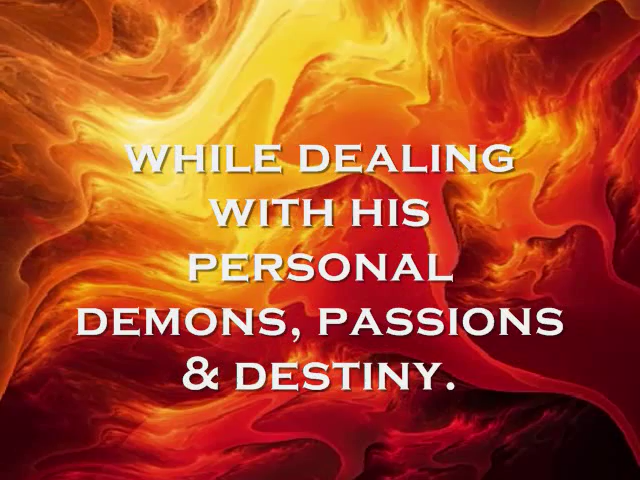 WHILE DEALING
WITH HIS
PERSONAL
DEMONS, PASSIONS
& DESTINY.